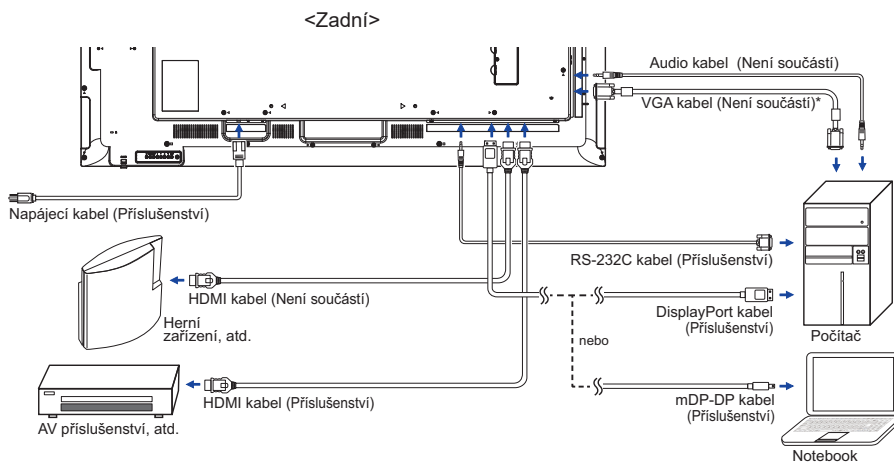 <Zadní>
Audio kabel  (Není součástí)
VGA kabel (Není součástí)*
Napájecí kabel (Příslušenství)
RS-232C kabel (Příslušenství)
HDMI kabel (Není součástí)
Herní
zařízení, atd.
DisplayPort kabel
(Příslušenství)
Počítač
nebo
HDMI kabel (Příslušenství)
mDP-DP kabel
(Příslušenství)
AV příslušenství, atd.
Notebook